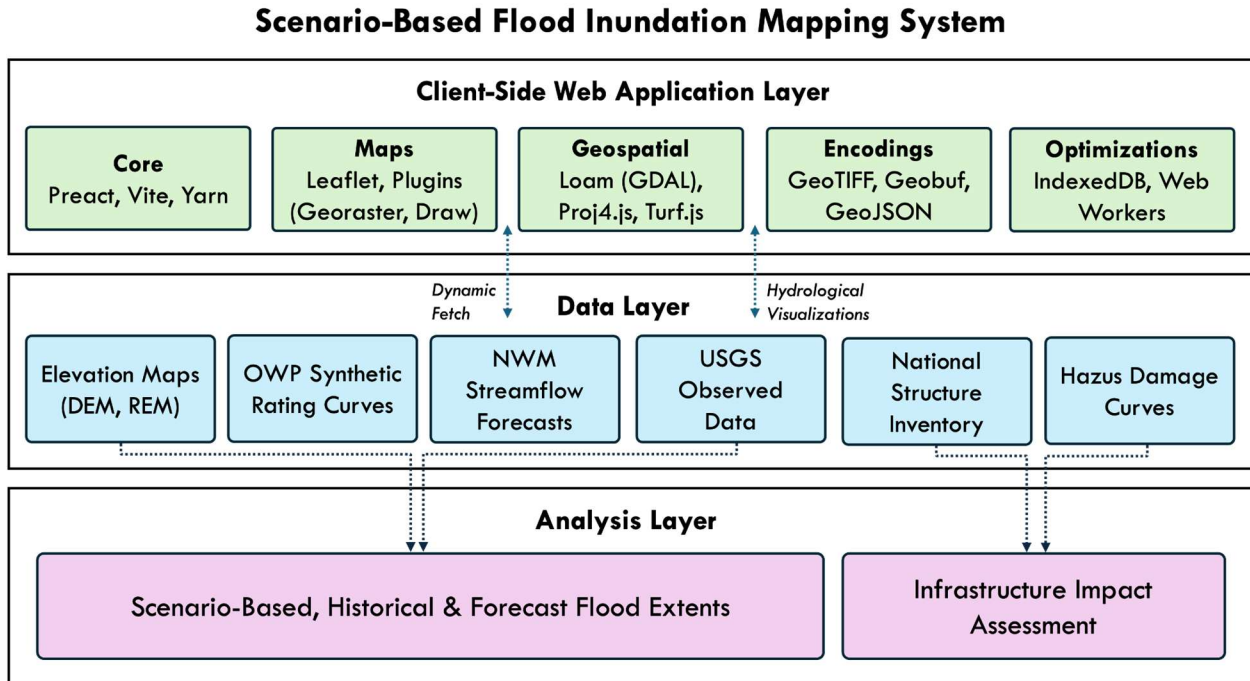 Scenario-Based Flood Inundation Mapping System
Client-Side Web Application Layer
Core
Preact, Vite, Yarn
Maps
Leaflet, Plugins
(Georaster, Draw)
Geospatial
Loam (GDAL),
Proj4.js, Turf.js
Encodings
GeoTIFF, Geobuf,
GeoJSON
Optimizations
IndexedDB, Web
Workers
Dynamic
Fetch
Hydrological
Visualizations
Data Layer
Elevation Maps
(DEM, REM)
OWP Synthetic
Rating Curves
NWM
Streamflow
Forecasts
USGS
Observed
Data
National
Structure
Inventory
Hazus Damage
Curves
Analysis Layer
Scenario-Based, Historical & Forecast Flood Extents
Infrastructure Impact
Assessment